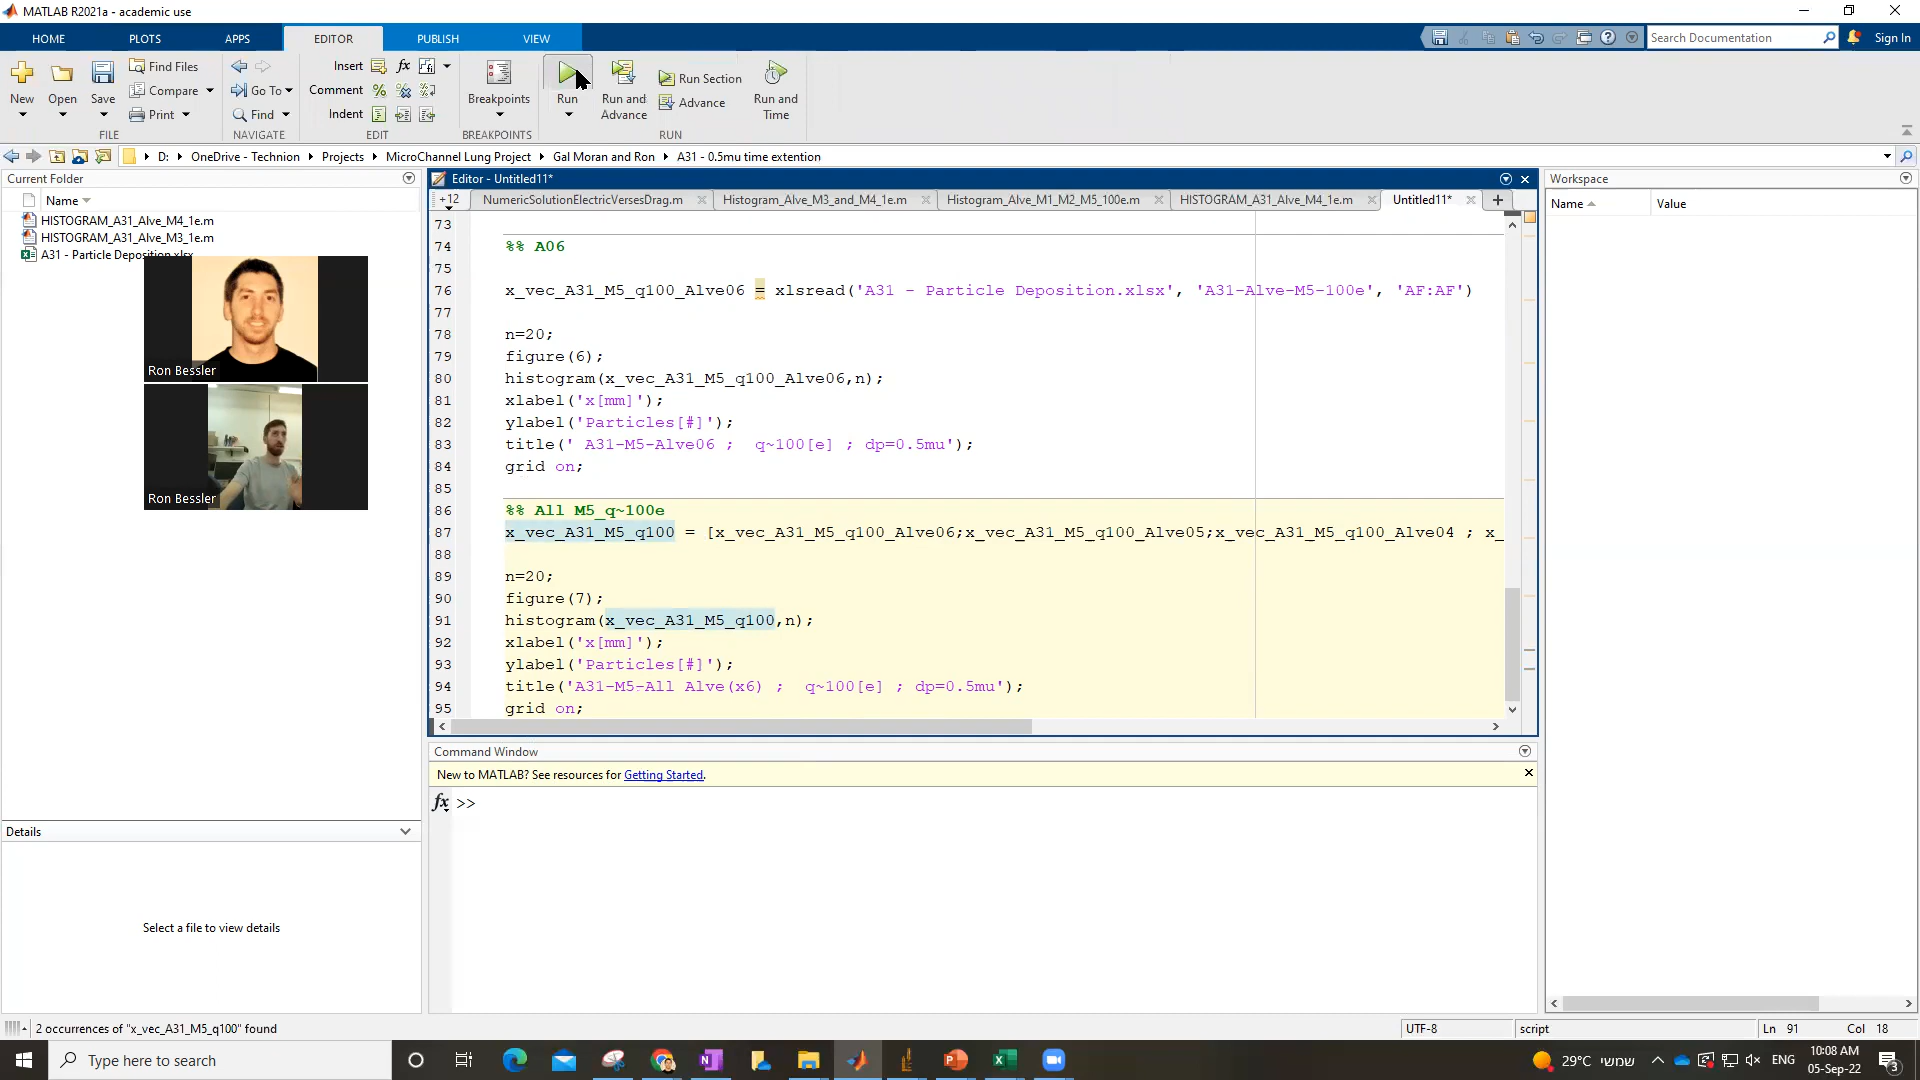 MATLAB R2021a - academic use
HOME PLOTS APPS EDITOR PUBLISH VIEW
Search Documentation Sign In
New Open Save Find Files Compare Print
Go To Find
Insert fx
Comment
Indent
Breakpoints Run Run and Advance Run Section Advance Run and Time
FILE NAVIGATE EDIT BREAKPOINTS RUN
D: OneDrive - Technion Projects MicroChannel Lung Project Gal Moran and Ron A31 - 0.5mu time extention
Current Folder
Name
HISTOGRAM_A31_Alve_M4_1e.m
HISTOGRAM_A31_Alve_M3_1e.m
A31 - Particle Deposition.xlsx
Ron Bessler
Ron Bessler
Details
Select a file to view details
Editor - Untitled11*
+12 NumericSolutionElectricVersesDrag.m Histogram_Alve_M3_and_M4_1e.m Histogram_Alve_M1_M2_M5_100e.m HISTOGRAM_A31_Alve_M4_1e.m Untitled11* +
73
74 %% A06
75
76 x_vec_A31_M5_q100_Alve06 = xlsread('A31 - Particle Deposition.xlsx', 'A31-Alve-M5-100e', 'AF:AF')
77
78 n=20;
79 figure(6);
80 histogram(x_vec_A31_M5_q100_Alve06,n);
81 xlabel('x[mm]');
82 ylabel('Particles[#]');
83 title(' A31-M5-Alve06 ;  q~100[e] ; dp=0.5mu');
84 grid on;
85
86 %% All M5_q~100e
87 x_vec_A31_M5_q100 = [x_vec_A31_M5_q100_Alve06;x_vec_A31_M5_q100_Alve05;x_vec_A31_M5_q100_Alve04 ; x_
88
89 n=20;
90 figure(7);
91 histogram(x_vec_A31_M5_q100,n);
92 xlabel('x[mm]');
93 ylabel('Particles[#]');
94 title('A31-M5-All Alve(x6) ;  q~100[e] ; dp=0.5mu');
95 grid on;
Command Window
New to MATLAB? See resources for Getting Started.
fx >>
Workspace
Name Value
2 occurrences of "x_vec_A31_M5_q100" found
UTF-8 script Ln 91 Col 18
Type here to search
29°C שמשי ENG
10:08 AM
05-Sep-22
3